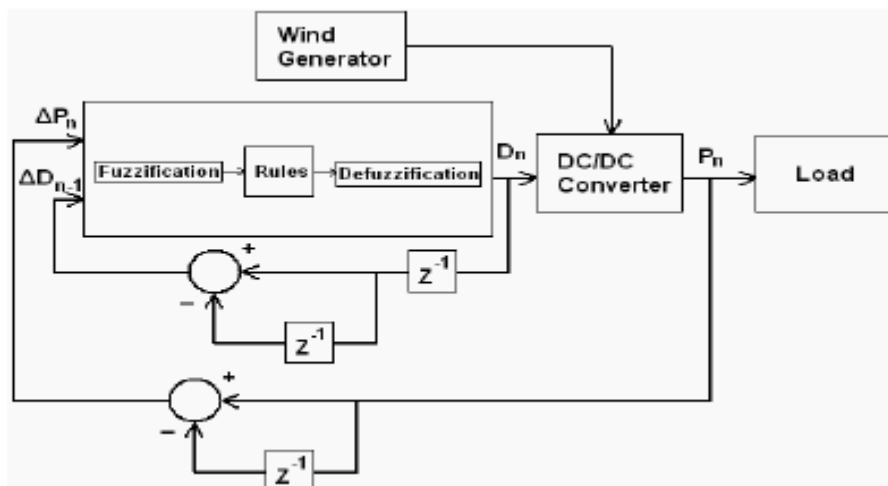 Wind
Generator
ΔPₙ
ΔDₙ₋₁
Fuzzification
Rules
Defuzzification
Dₙ
DC/DC
Converter
Pₙ
Load
+
−
Z⁻¹
Z⁻¹
+
−
Z⁻¹